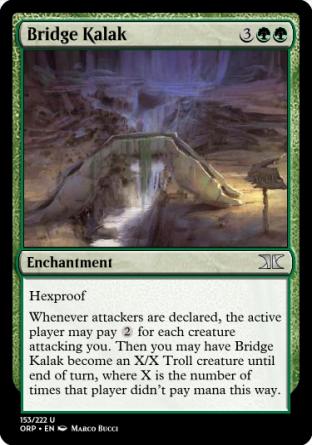 Bridge Kalak 3
Enchantment
Hexproof
Whenever attackers are declared, the active
player may pay 2 for each creature
attacking you. Then you may have Bridge
Kalak become an X/X Troll creature until
end of turn, where X is the number of
times that player didn't pay mana this way.
153/222 U
ORP • EN Marco Bucci